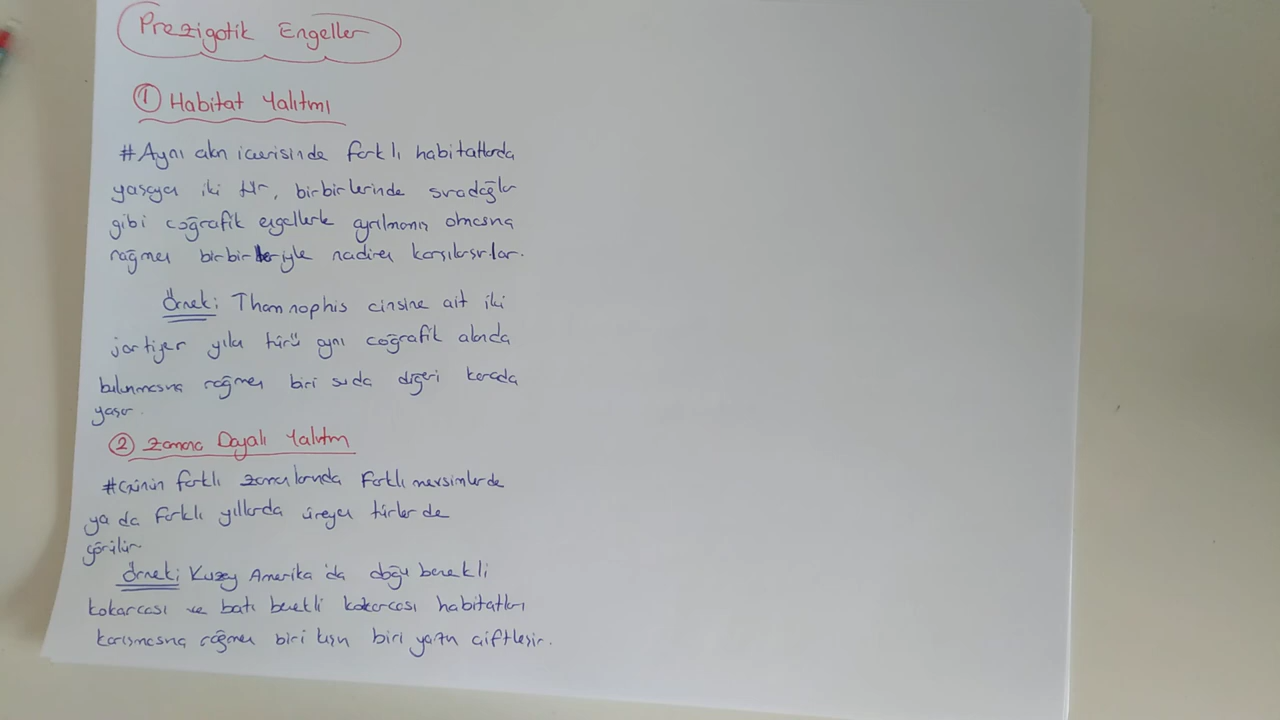 Prezigotik Engeller
① Habitat Yalıtımı
#Aynı alan içerisinde farklı habitatlarda
yaşayan iki tür, birbirlerinde sıradağlar
gibi coğrafik engellerle ayrılmamış olmasına
rağmen birbirleriyle nadiren karşılaşırlar.
Örnek: Thamnophis cinsine ait iki
jartiyer yılan türü aynı coğrafik alanda
bulunmasına rağmen biri suda diğeri karada
yaşar.
② Zamana Dayalı Yalıtım
#Günün farklı zamanlarında farklı mevsimlerde
ya da farklı yıllarda üreyen türlerde
görülür.
Örnek: Kuzey Amerika'da doğu benekli
kokarcası ve batı benekli kokarcası habitatları
karışmasına rağmen biri kışın biri yazın çiftleşir.